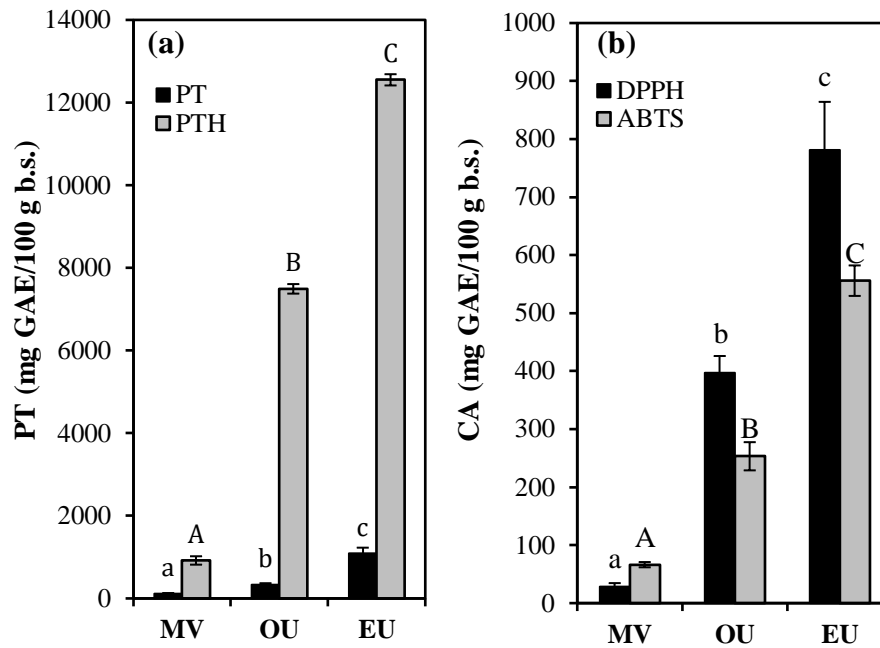 (a)
PT
PTH
PT (mg GAE/100 g b.s.)
14000
12000
10000
8000
6000
4000
2000
0
a
A
b
B
c
C
MV
OU
EU
(b)
DPPH
ABTS
CA (mg GAE/100 g b.s.)
1000
900
800
700
600
500
400
300
200
100
0
a
A
b
B
c
C
MV
OU
EU